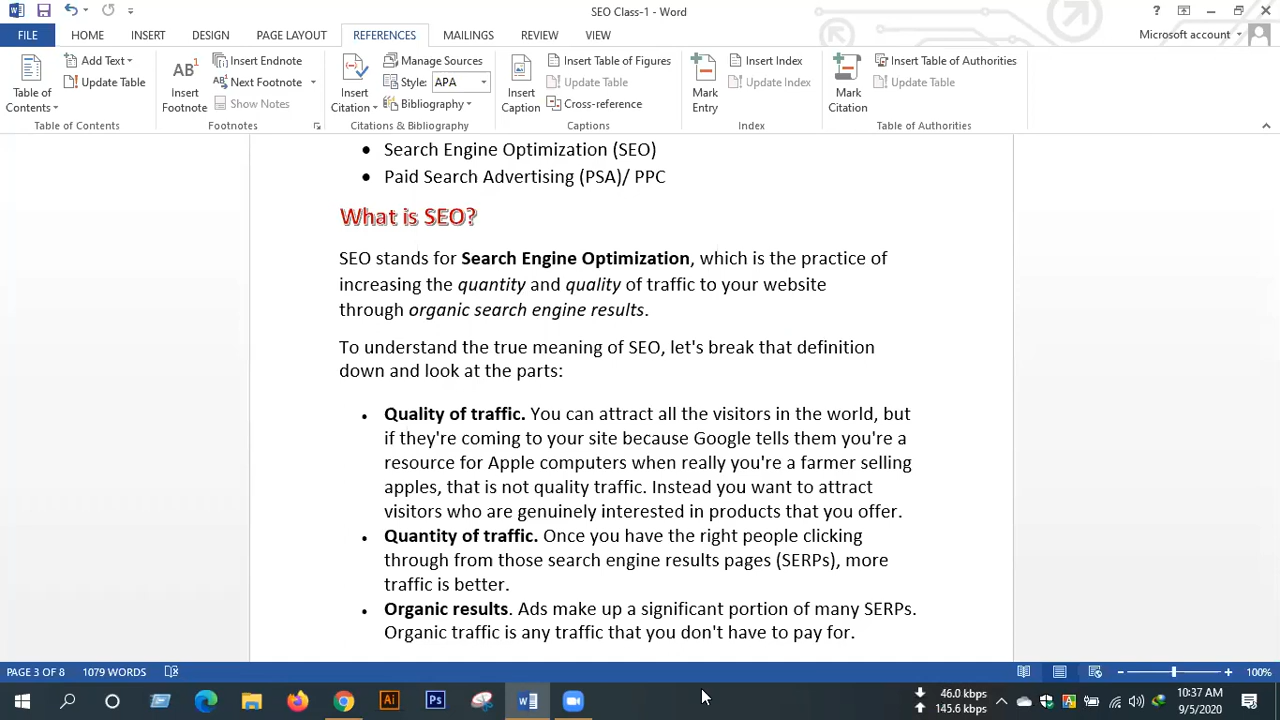 SEO Class-1 - Word
FILE HOME INSERT DESIGN PAGE LAYOUT REFERENCES MAILINGS REVIEW VIEW Microsoft account
Table of Contents
Add Text
Update Table
Table of Contents
AB1 Insert Footnote
Insert Endnote
Next Footnote
Show Notes
Footnotes
Insert Citation
Manage Sources
Style: APA
Bibliography
Citations & Bibliography
Insert Caption
Insert Table of Figures
Update Table
Cross-reference
Captions
Mark Entry
Insert Index
Update Index
Index
Mark Citation
Insert Table of Authorities
Update Table
Table of Authorities
• Search Engine Optimization (SEO)
• Paid Search Advertising (PSA)/ PPC
What is SEO?
SEO stands for Search Engine Optimization, which is the practice of
increasing the quantity and quality of traffic to your website
through organic search engine results.
To understand the true meaning of SEO, let's break that definition
down and look at the parts:
• Quality of traffic. You can attract all the visitors in the world, but
if they're coming to your site because Google tells them you're a
resource for Apple computers when really you're a farmer selling
apples, that is not quality traffic. Instead you want to attract
visitors who are genuinely interested in products that you offer.
• Quantity of traffic. Once you have the right people clicking
through from those search engine results pages (SERPs), more
traffic is better.
• Organic results. Ads make up a significant portion of many SERPs.
Organic traffic is any traffic that you don't have to pay for.
PAGE 3 OF 8 1079 WORDS 100%
Ai Ps
46.0 kbps
145.6 kbps
10:37 AM
9/5/2020